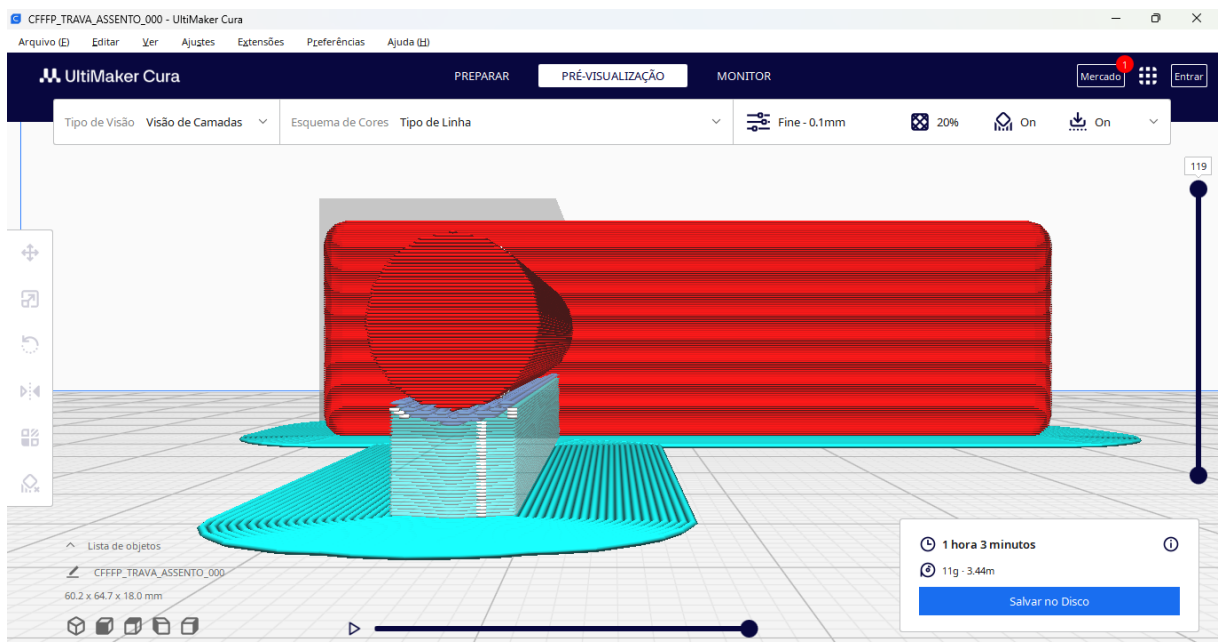 CFFFP_TRAVA_ASSENTO_000 - UltiMaker Cura
Arquivo (F) Editar Ver Ajustes Extensões Preferências Ajuda (H)
UltiMaker Cura PREPARAR PRÉ-VISUALIZAÇÃO MONITOR Mercado 1 Entrar
Tipo de Visão Visão de Camadas Esquema de Cores Tipo de Linha Fine - 0.1mm 20% On On
119
Lista de objetos
CFFFP_TRAVA_ASSENTO_000
60.2 x 64.7 x 18.0 mm
1 hora 3 minutos
11g · 3.44m
Salvar no Disco